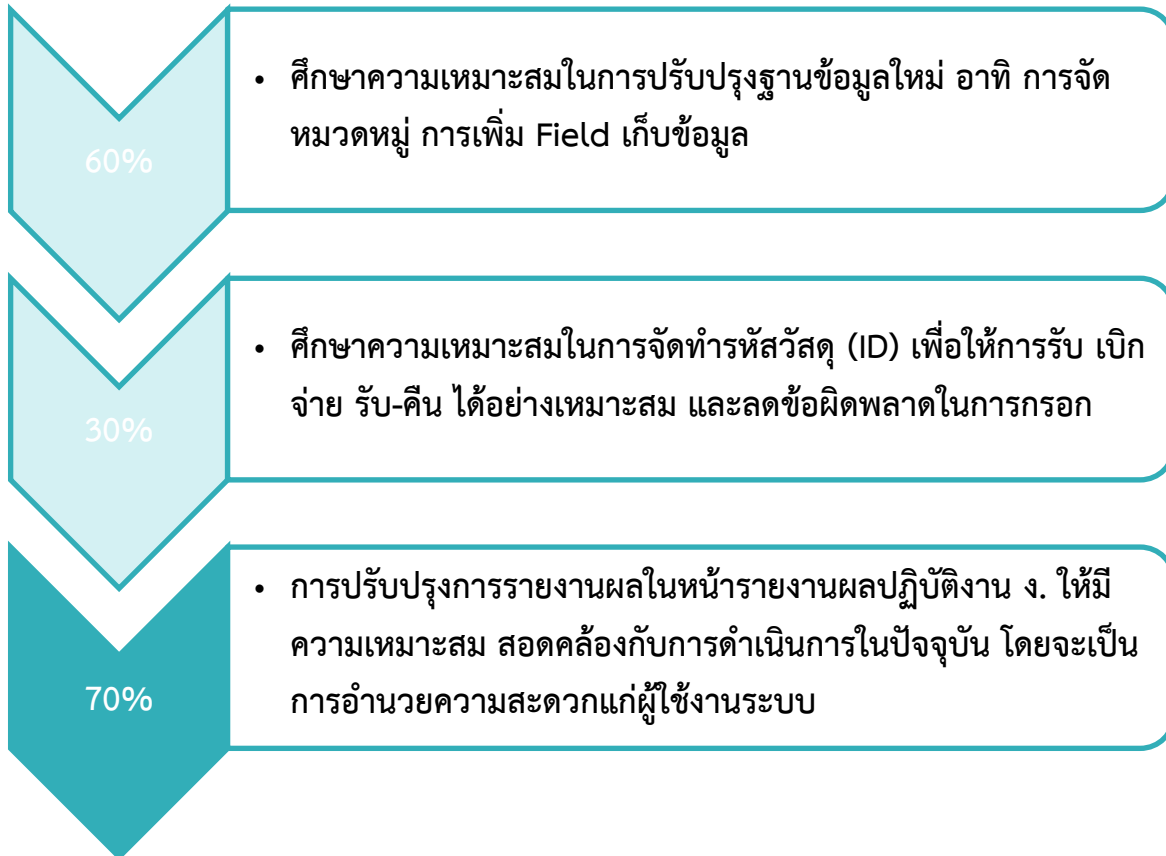 60%
• ศึกษาความเหมาะสมในการปรับปรุงฐานข้อมูลใหม่ อาทิ การจัด
หมวดหมู่ การเพิ่ม Field เก็บข้อมูล
30%
• ศึกษาความเหมาะสมในการจัดทำรหัสวัสดุ (ID) เพื่อให้การรับ เบิก
จ่าย รับ-คืน ได้อย่างเหมาะสม และลดข้อผิดพลาดในการกรอก
70%
• การปรับปรุงการรายงานผลในหน้ารายงานผลปฏิบัติงาน ง. ให้มี
ความเหมาะสม สอดคล้องกับการดำเนินการในปัจจุบัน โดยจะเป็น
การอำนวยความสะดวกแก่ผู้ใช้งานระบบ